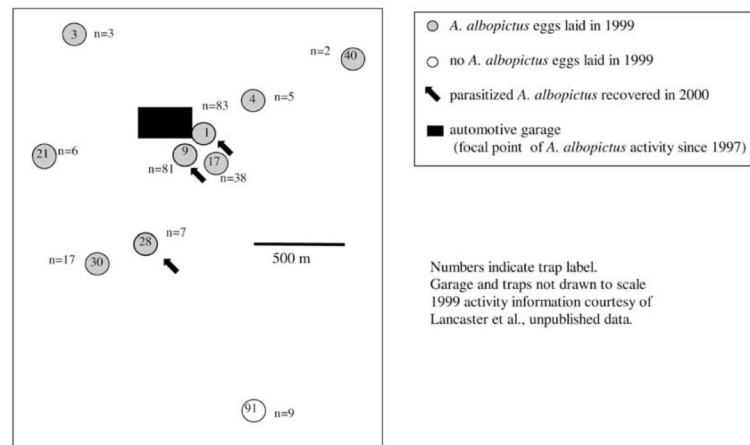 3
n=3
n=2
40
4
n=5
n=83
1
21
n=6
9
17
n=81
n=38
28
n=7
n=17
30
500 m
91
n=9
A. albopictus eggs laid in 1999
no A. albopictus eggs laid in 1999
parasitized A. albopictus recovered in 2000
automotive garage
(focal point of A. albopictus activity since 1997)
Numbers indicate trap label.
Garage and traps not drawn to scale
1999 activity information courtesy of
Lancaster et al., unpublished data.